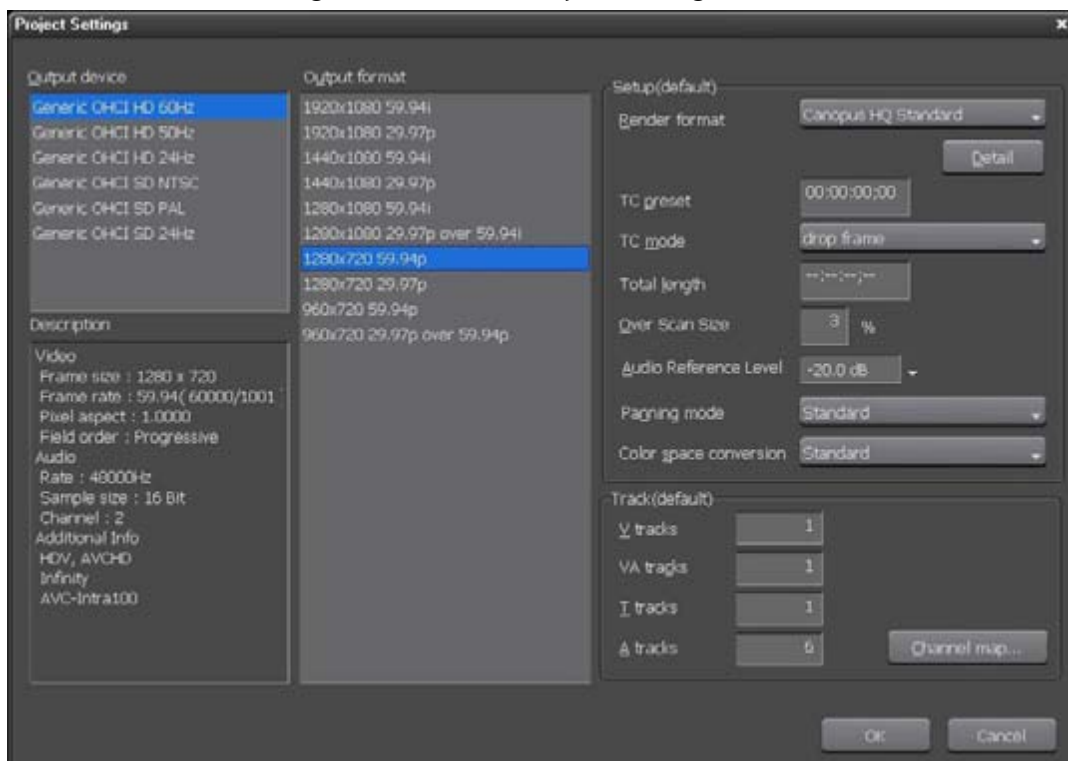 Project Settings
Output device
Generic OHCI HD 60Hz
Generic OHCI HD 50Hz
Generic OHCI HD 24Hz
Generic OHCI SD NTSC
Generic OHCI SD PAL
Generic OHCI SD 24Hz
Description
Video
Frame size : 1280 x 720
Frame rate : 59.94( 60000/1001
Pixel aspect : 1.0000
Field order : Progressive
Audio
Rate : 48000Hz
Sample size : 16 Bit
Channel : 2
Additional Info
HDV, AVCHD
Infinity
AVC-Intra100
Output format
1920x1080 59.94i
1920x1080 29.97p
1440x1080 59.94i
1440x1080 29.97p
1280x1080 59.94i
1280x1080 29.97p over 59.94i
1280x720 59.94p
1280x720 29.97p
960x720 59.94p
960x720 29.97p over 59.94p
Setup(default)
Render format Canopus HQ Standard
Detail
TC preset 00:00:00;00
TC mode drop frame
Total length --;--;--;--
Over Scan Size 3 %
Audio Reference Level -20.0 dB
Panning mode Standard
Color space conversion Standard
Track(default)
V tracks 1
VA tracks 1
T tracks 1
A tracks 6
Channel map...
OK Cancel